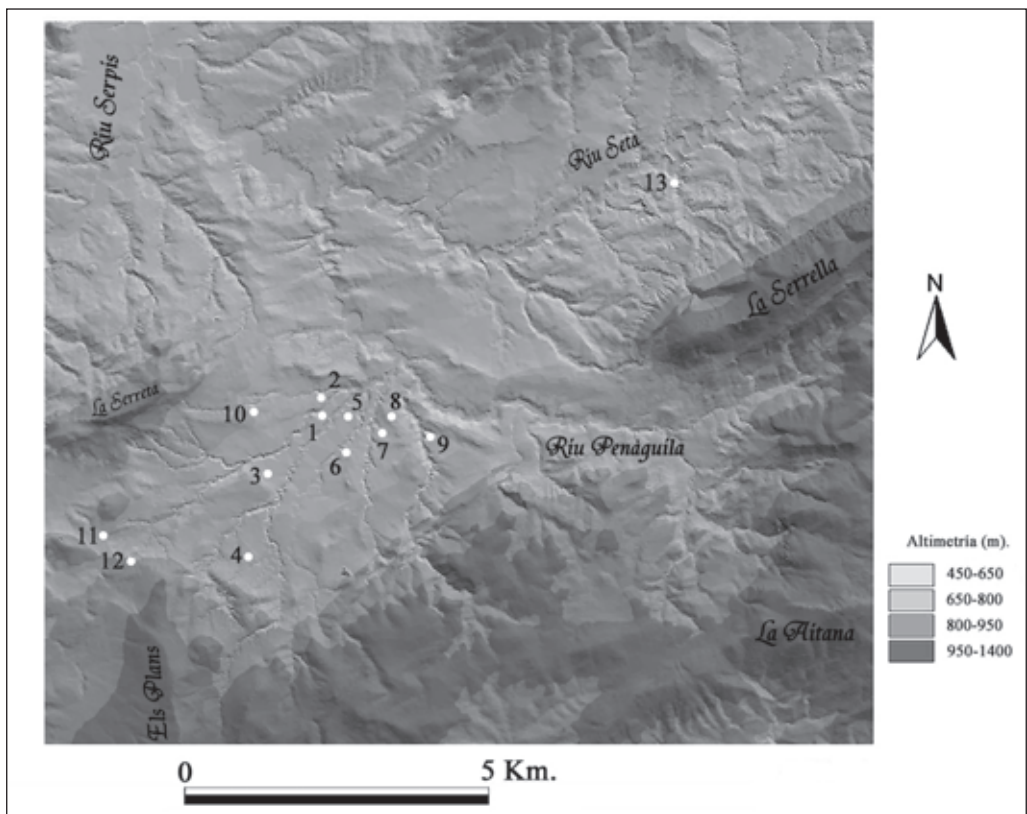 Riu Serpis
Riu Seta
13
La Serrella
N
La Serreta
2
10
5
8
1
7
9
Riu Penàguila
6
3
11
12
4
Altimetría (m).
450-650
650-800
800-950
950-1400
La Aitana
Els Plans
0
5 Km.